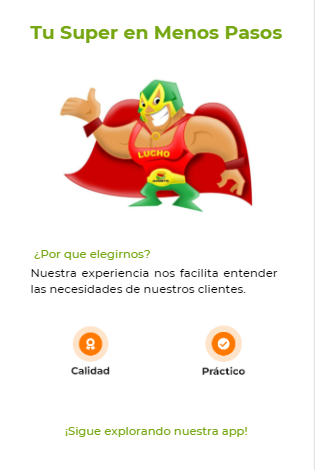 Tu Super en Menos Pasos
LUCHO
¿Por que elegirnos?
Nuestra experiencia nos facilita entender
las necesidades de nuestros clientes.
Calidad
Práctico
¡Sigue explorando nuestra app!